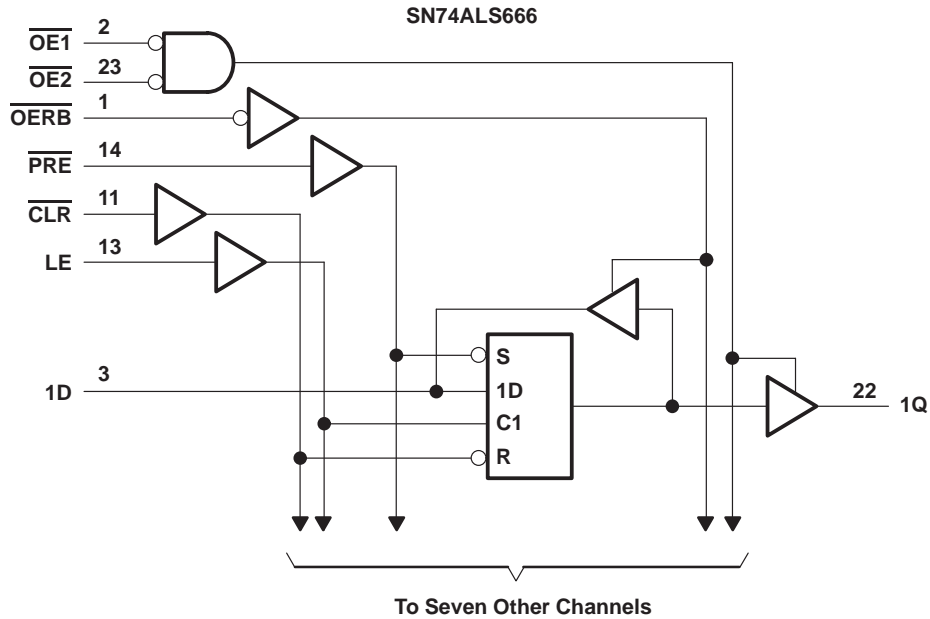 SN74ALS666
OE1 2
OE2 23
OERB 1
PRE 14
CLR 11
LE 13
1D 3
S
1D
C1
R
22 1Q
To Seven Other Channels